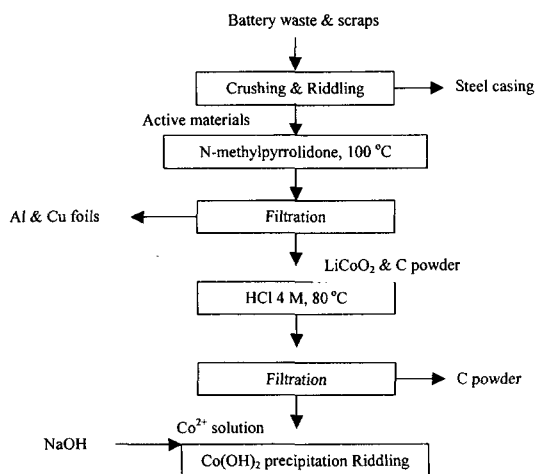 Battery waste & scraps
Crushing & Riddling
Steel casing
Active materials
N-methylpyrrolidone, 100 °C
Al & Cu foils
Filtration
LiCoO₂ & C powder
HCl 4 M, 80 °C
Filtration
C powder
Co²⁺ solution
NaOH
Co(OH)₂ precipitation Riddling